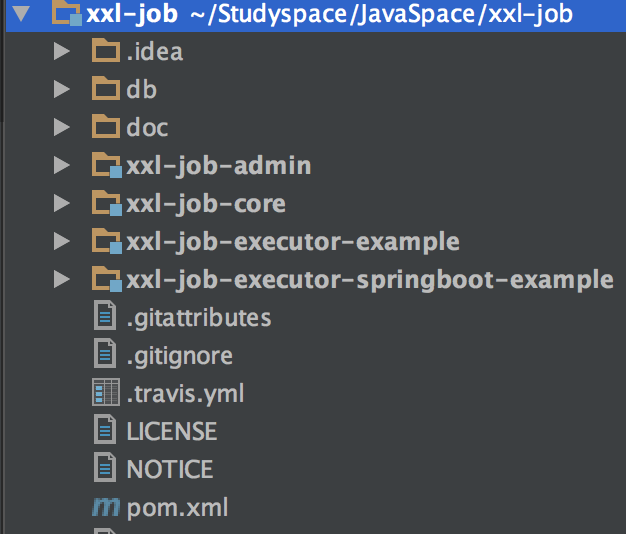 xxl-job ~/Studyspace/JavaSpace/xxl-job
.idea
db
doc
xxl-job-admin
xxl-job-core
xxl-job-executor-example
xxl-job-executor-springboot-example
.gitattributes
.gitignore
.travis.yml
LICENSE
NOTICE
pom.xml